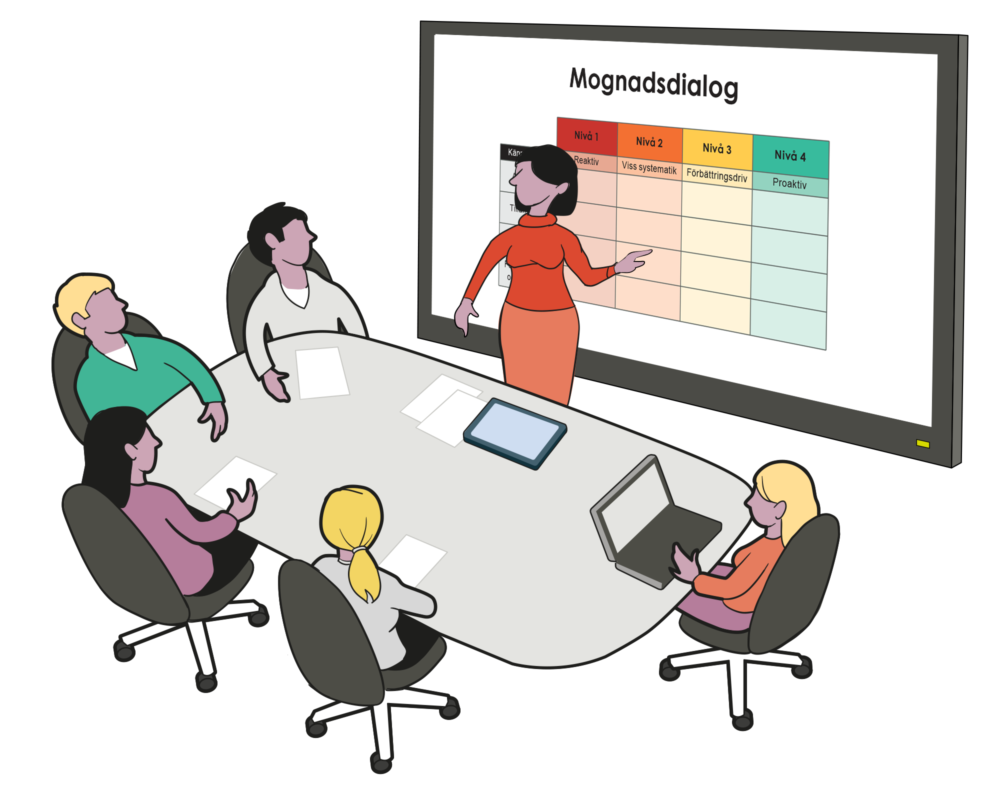 Mognadsdialog
Nivå 1
Nivå 2
Nivå 3
Nivå 4
Reaktiv
Viss systematik
Förbättringsdriv
Proaktiv